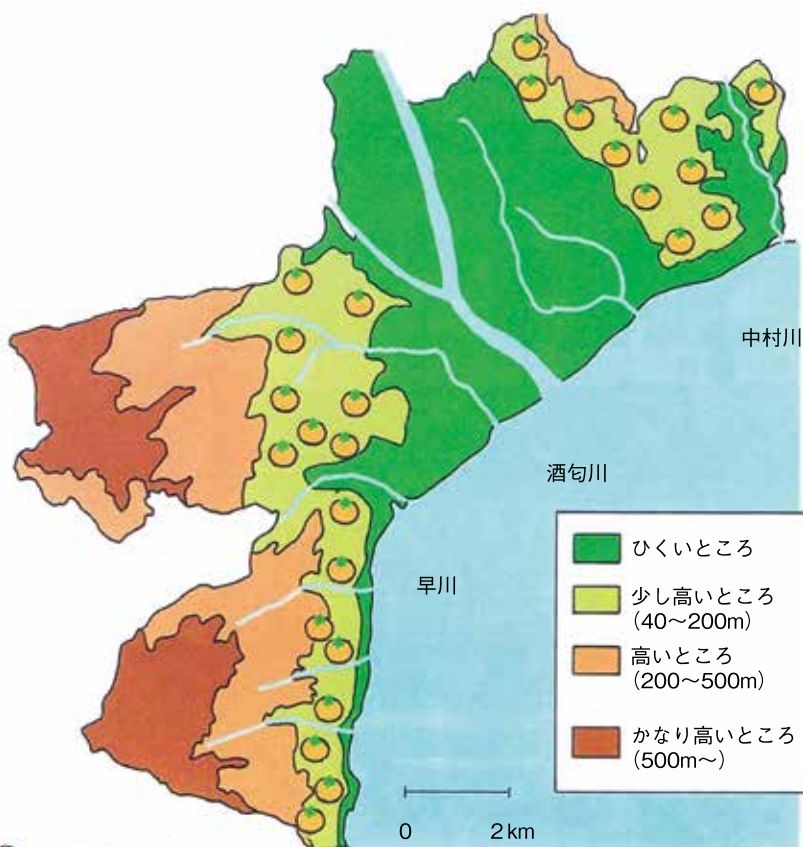 中村川
酒匂川
早川
ひくいところ
少し高いところ
(40〜200m)
高いところ
(200〜500m)
かなり高いところ
(500m〜)
0 2km